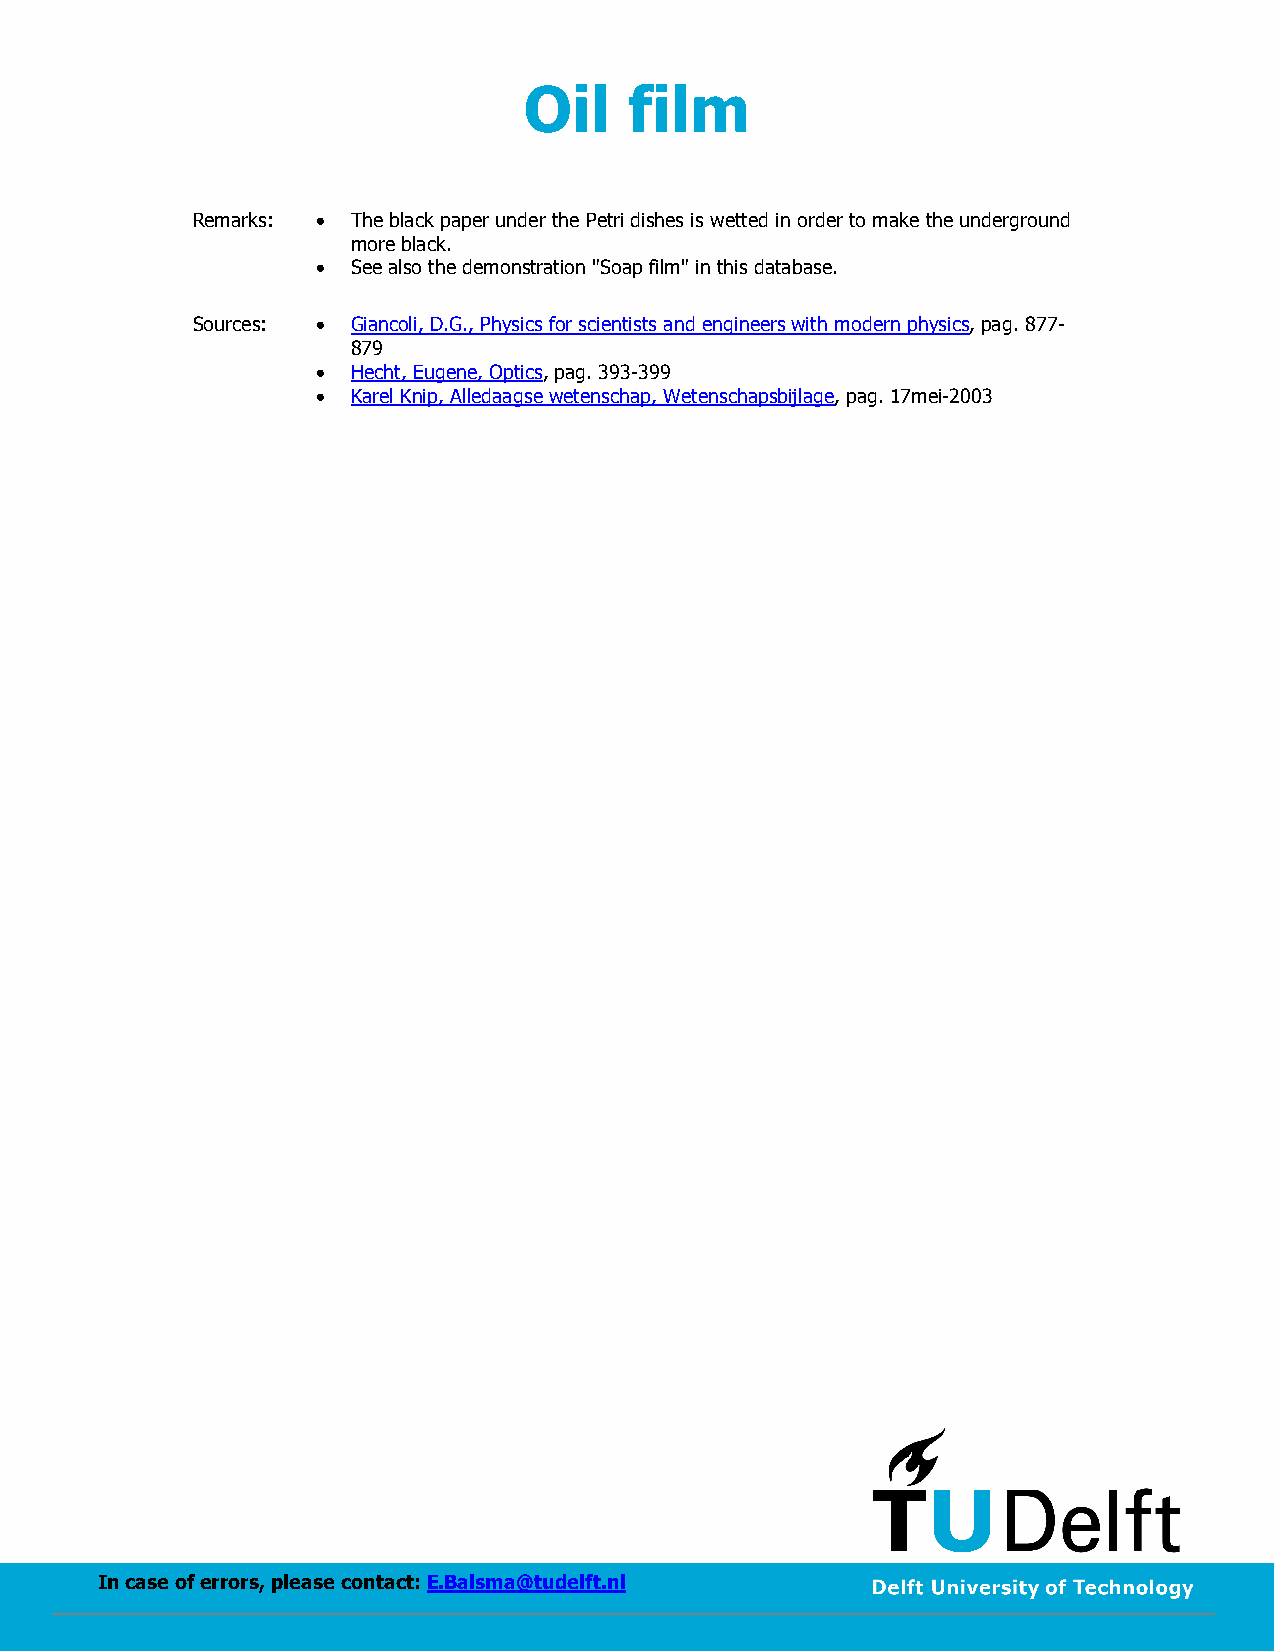 Oil film
Remarks: • The black paper under the Petri dishes is wetted in order to make the underground
more black.
• See also the demonstration "Soap film" in this database.
Sources: • Giancoli, D.G., Physics for scientists and engineers with modern physics, pag. 877-
879
• Hecht, Eugene, Optics, pag. 393-399
• Karel Knip, Alledaagse wetenschap, Wetenschapsbijlage, pag. 17mei-2003
TUDelft
In case of errors, please contact: E.Balsma@tudelft.nl
Delft University of Technology